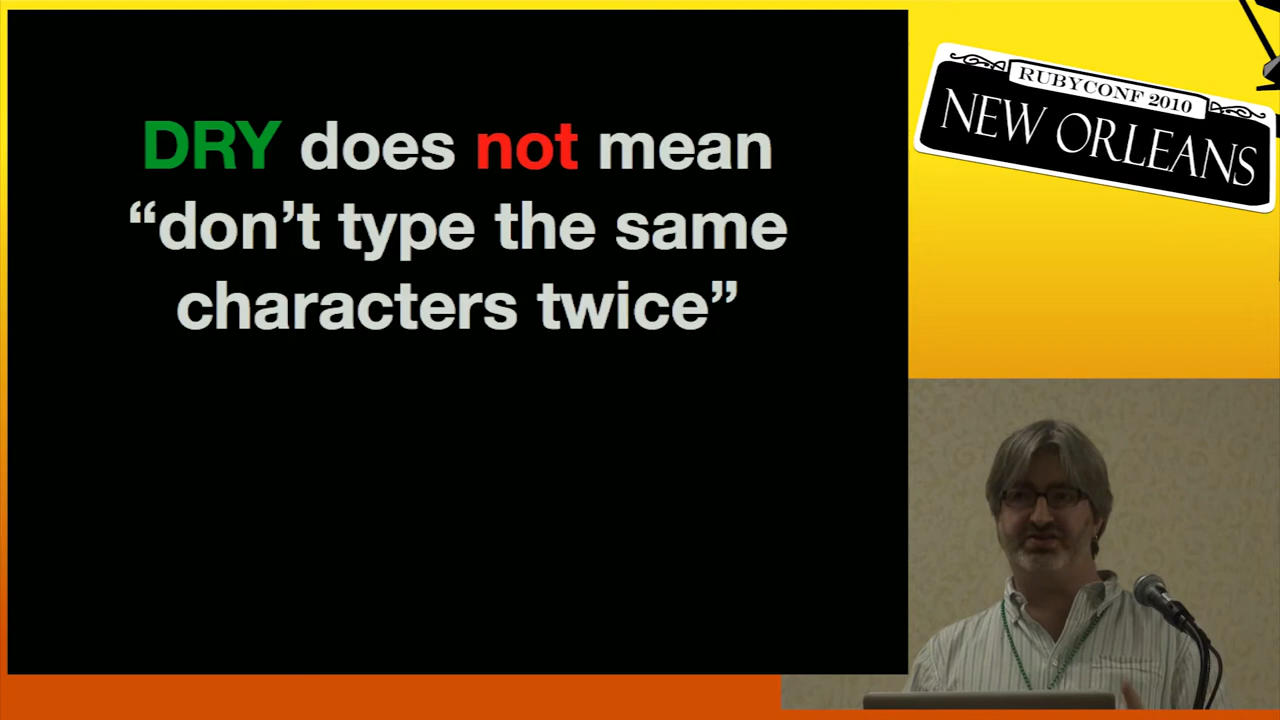 DRY does not mean
“don’t type the same
characters twice”
RUBYCONF 2010
NEW ORLEANS